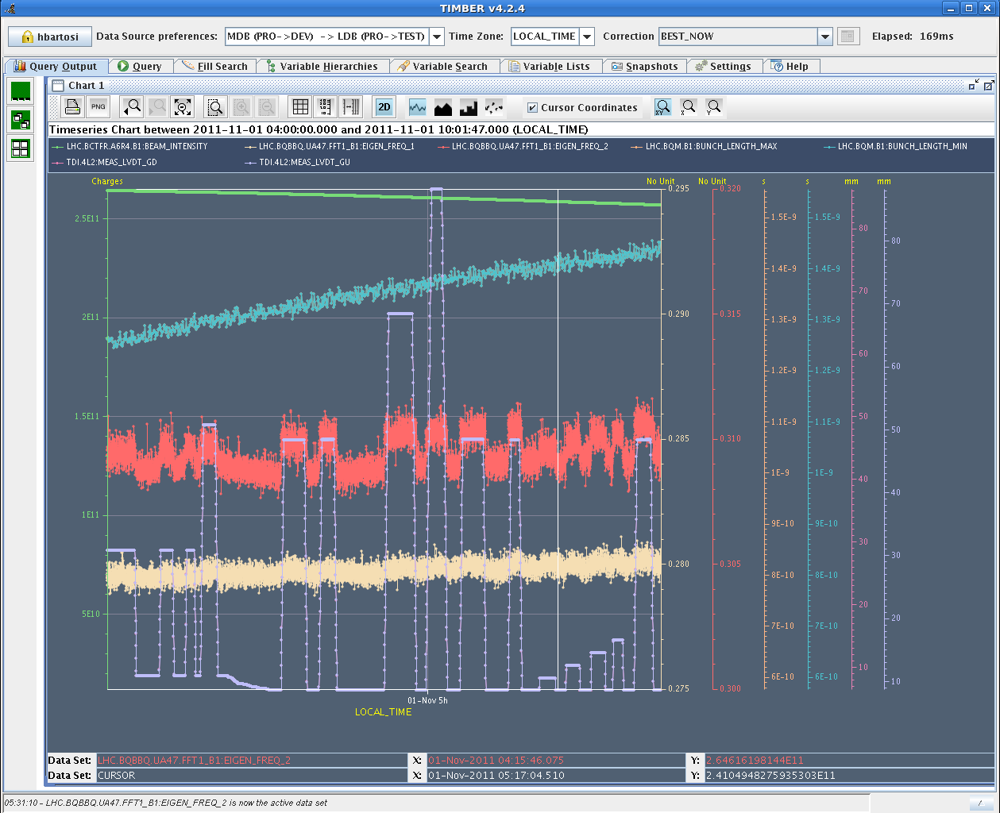 TIMBER v4.2.4
hbartosi Data Source preferences: MDB (PRO->DEV) -> LDB (PRO->TEST) Time Zone: LOCAL_TIME Correction BEST_NOW Elapsed: 169ms
Query Output Query Fill Search Variable Hierarchies Variable Search Variable Lists Snapshots Settings Help
Chart 1
PNG 2D Cursor Coordinates XY X Y
Timeseries Chart between 2011-11-01 04:00:00.000 and 2011-11-01 10:01:47.000 (LOCAL_TIME)
LHC.BCTFR.A6R4.B1:BEAM_INTENSITY LHC.BQBBQ.UA47.FFT1_B1:EIGEN_FREQ_1 LHC.BQBBQ.UA47.FFT1_B1:EIGEN_FREQ_2 LHC.BQM.B1:BUNCH_LENGTH_MAX LHC.BQM.B1:BUNCH_LENGTH_MIN
TDI.4L2:MEAS_LVDT_GD TDI.4L2:MEAS_LVDT_GU
Charges No Unit No Unit s s mm mm
0.295 0.320
2.5E11 1.5E-9 1.5E-9
80
80
1.4E-9 1.4E-9
70
70
2E11 0.290 0.315 1.3E-9 1.3E-9
60
60
1.2E-9 1.2E-9
1.5E11 50
1.1E-9 1.1E-9
50
0.285 0.310
1E-9 1E-9
40
40
1E11
9E-10 9E-10
30
30
0.280 0.305
8E-10 8E-10
20
5E10 20
7E-10 7E-10
10
6E-10 6E-10
10
0.275 0.300
01-Nov 5h
LOCAL_TIME
Data Set: LHC.BQBBQ.UA47.FFT1_B1:EIGEN_FREQ_2 X: 01-Nov-2011 04:15:46.075 Y: 2.64616198144E11
Data Set: CURSOR X: 01-Nov-2011 05:17:04.510 Y: 2.4104948275935303E11
05:31:10 - LHC.BQBBQ.UA47.FFT1_B1:EIGEN_FREQ_2 is now the active data set